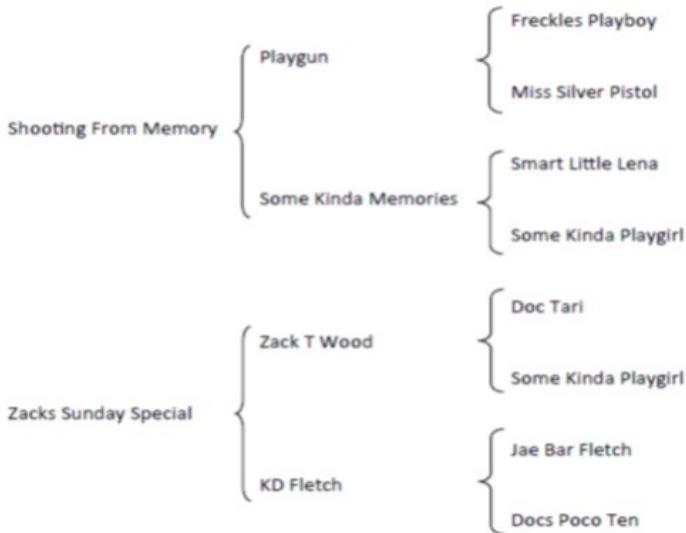 Freckles Playboy
Playgun
Miss Silver Pistol
Shooting From Memory
Smart Little Lena
Some Kinda Memories
Some Kinda Playgirl
Doc Tari
Zack T Wood
Some Kinda Playgirl
Zacks Sunday Special
Jae Bar Fletch
KD Fletch
Docs Poco Ten